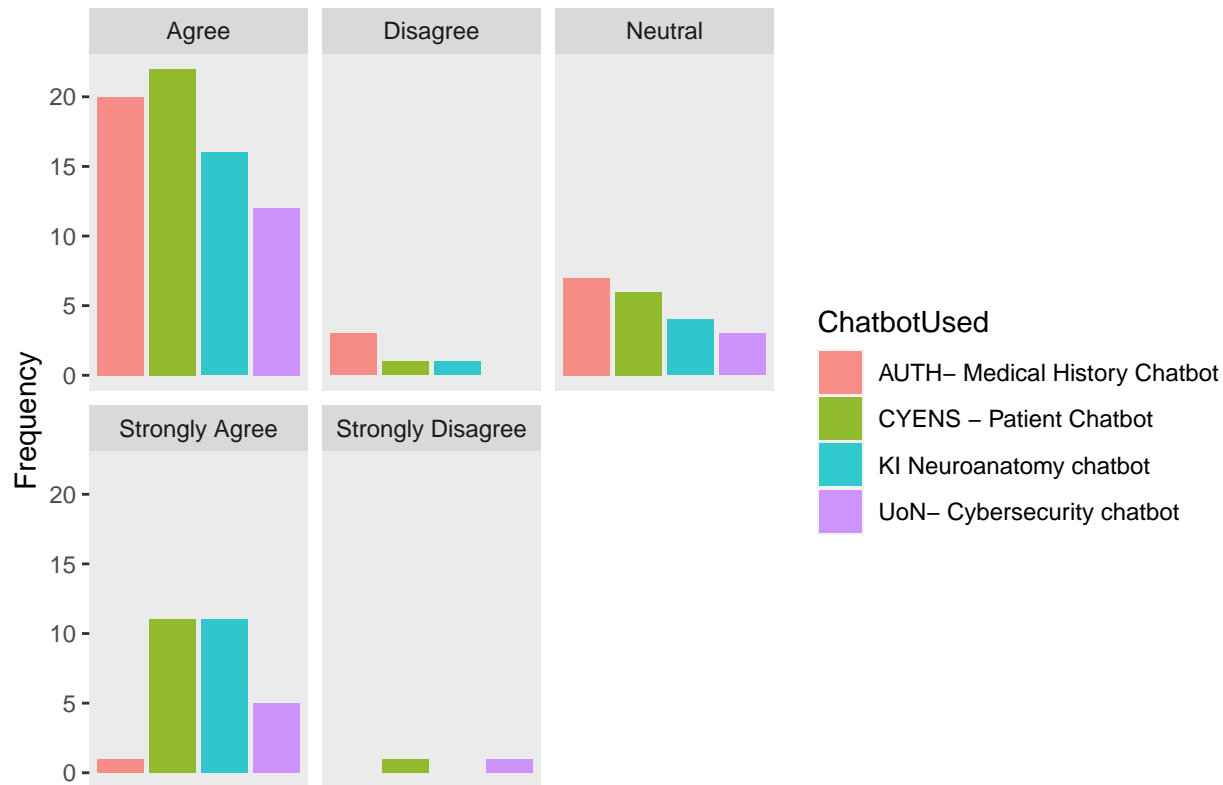 Agree
Disagree
Neutral
20
15
10
5
0
Strongly Agree
Strongly Disagree
20
15
10
5
0
Frequency
ChatbotUsed
AUTH− Medical History Chatbot
CYENS − Patient Chatbot
KI Neuroanatomy chatbot
UoN− Cybersecurity chatbot